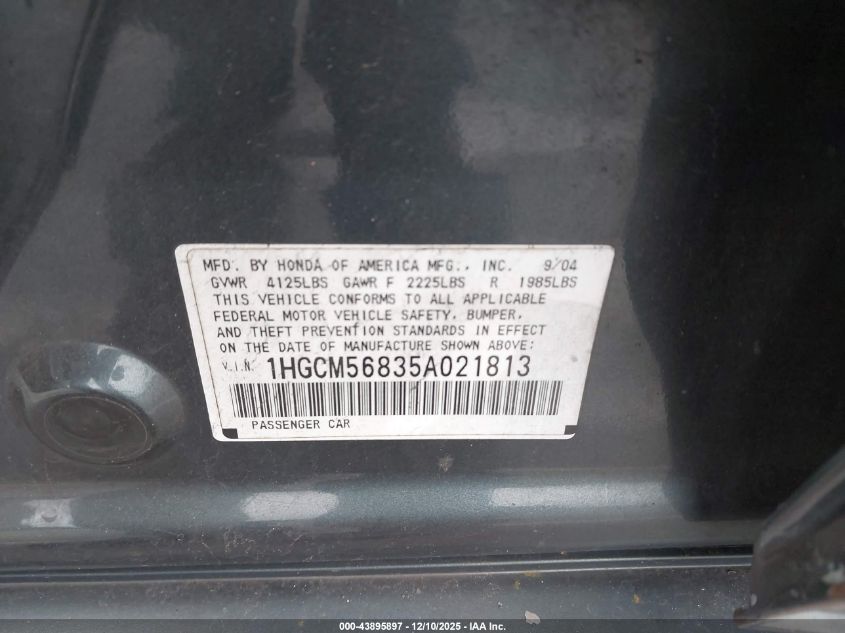 MFD. BY HONDA OF AMERICA MFG., INC. 9/04
GVWR 4125LBS GAWR F 2225LBS R 1985LBS
THIS VEHICLE CONFORMS TO ALL APPLICABLE
FEDERAL MOTOR VEHICLE SAFETY, BUMPER,
AND THEFT PREVENTION STANDARDS IN EFFECT
ON THE DATE OF MANUFACTURE SHOWN ABOVE:
V.I.N. 1HGCM56835A021813
PASSENGER CAR
000-43895897 - 12/10/2025 - IAA Inc.